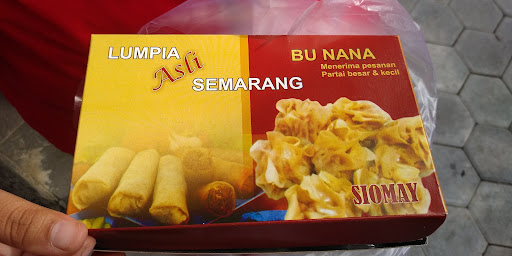 LUMPIA
Asli
SEMARANG
BU NANA
Menerima pesanan
Partai besar & kecil
SIOMAY